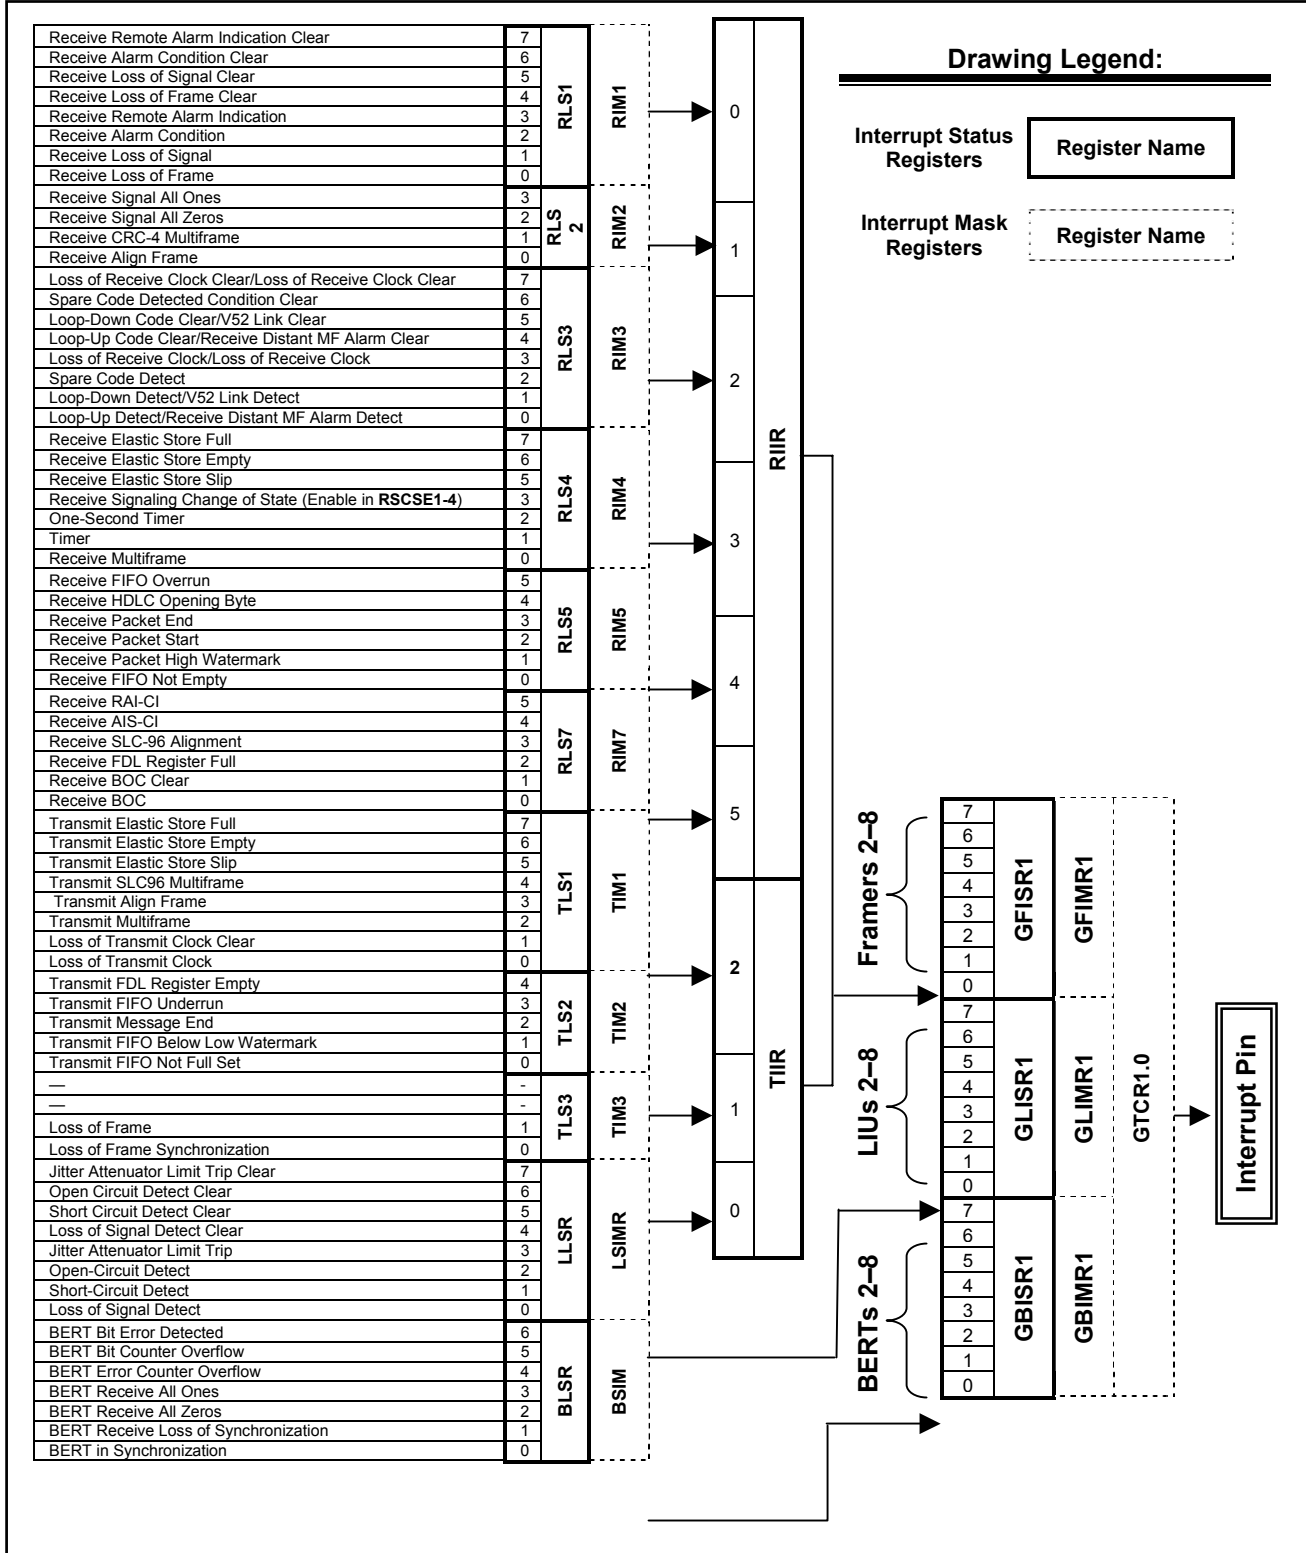 Receive Remote Alarm Indication Clear 7
Receive Alarm Condition Clear 6
Receive Loss of Signal Clear 5
Receive Loss of Frame Clear 4
Receive Remote Alarm Indication 3
Receive Alarm Condition 2
Receive Loss of Signal 1
Receive Loss of Frame 0
RLS1
RIM1
Receive Signal All Ones 3
Receive Signal All Zeros 2
Receive CRC-4 Multiframe 1
Receive Align Frame 0
RLS
2
RIM2
Loss of Receive Clock Clear/Loss of Receive Clock Clear 7
Spare Code Detected Condition Clear 6
Loop-Down Code Clear/V52 Link Clear 5
Loop-Up Code Clear/Receive Distant MF Alarm Clear 4
Loss of Receive Clock/Loss of Receive Clock 3
Spare Code Detect 2
Loop-Down Detect/V52 Link Detect 1
Loop-Up Detect/Receive Distant MF Alarm Detect 0
RLS3
RIM3
Receive Elastic Store Full 7
Receive Elastic Store Empty 6
Receive Elastic Store Slip 5
Receive Signaling Change of State (Enable in RSCSE1-4) 3
One-Second Timer 2
Timer 1
Receive Multiframe 0
RLS4
RIM4
Receive FIFO Overrun 5
Receive HDLC Opening Byte 4
Receive Packet End 3
Receive Packet Start 2
Receive Packet High Watermark 1
Receive FIFO Not Empty 0
RLS5
RIM5
Receive RAI-CI 5
Receive AIS-CI 4
Receive SLC-96 Alignment 3
Receive FDL Register Full 2
Receive BOC Clear 1
Receive BOC 0
RLS7
RIM7
Transmit Elastic Store Full 7
Transmit Elastic Store Empty 6
Transmit Elastic Store Slip 5
Transmit SLC96 Multiframe 4
Transmit Align Frame 3
Transmit Multiframe 2
Loss of Transmit Clock Clear 1
Loss of Transmit Clock 0
TLS1
TIM1
Transmit FDL Register Empty 4
Transmit FIFO Underrun 3
Transmit Message End 2
Transmit FIFO Below Low Watermark 1
Transmit FIFO Not Full Set 0
TLS2
TIM2
— -
— -
Loss of Frame 1
Loss of Frame Synchronization 0
TLS3
TIM3
Jitter Attenuator Limit Trip Clear 7
Open Circuit Detect Clear 6
Short Circuit Detect Clear 5
Loss of Signal Detect Clear 4
Jitter Attenuator Limit Trip 3
Open-Circuit Detect 2
Short-Circuit Detect 1
Loss of Signal Detect 0
LLSR
LSIMR
BERT Bit Error Detected 6
BERT Bit Counter Overflow 5
BERT Error Counter Overflow 4
BERT Receive All Ones 3
BERT Receive All Zeros 2
BERT Receive Loss of Synchronization 1
BERT in Synchronization 0
BLSR
BSIM
0
1
2
3
4
5
RIIR
2
1
0
TIIR
Drawing Legend:
Interrupt Status
Registers
Register Name
Interrupt Mask
Registers
Register Name
Framers 2–8
7
6
5
4
3
2
1
0
GFISR1
GFIMR1
LIUs 2–8
7
6
5
4
3
2
1
0
GLISR1
GLIMR1
BERTs 2–8
7
6
5
4
3
2
1
0
GBISR1
GBIMR1
GTCR1.0
Interrupt Pin